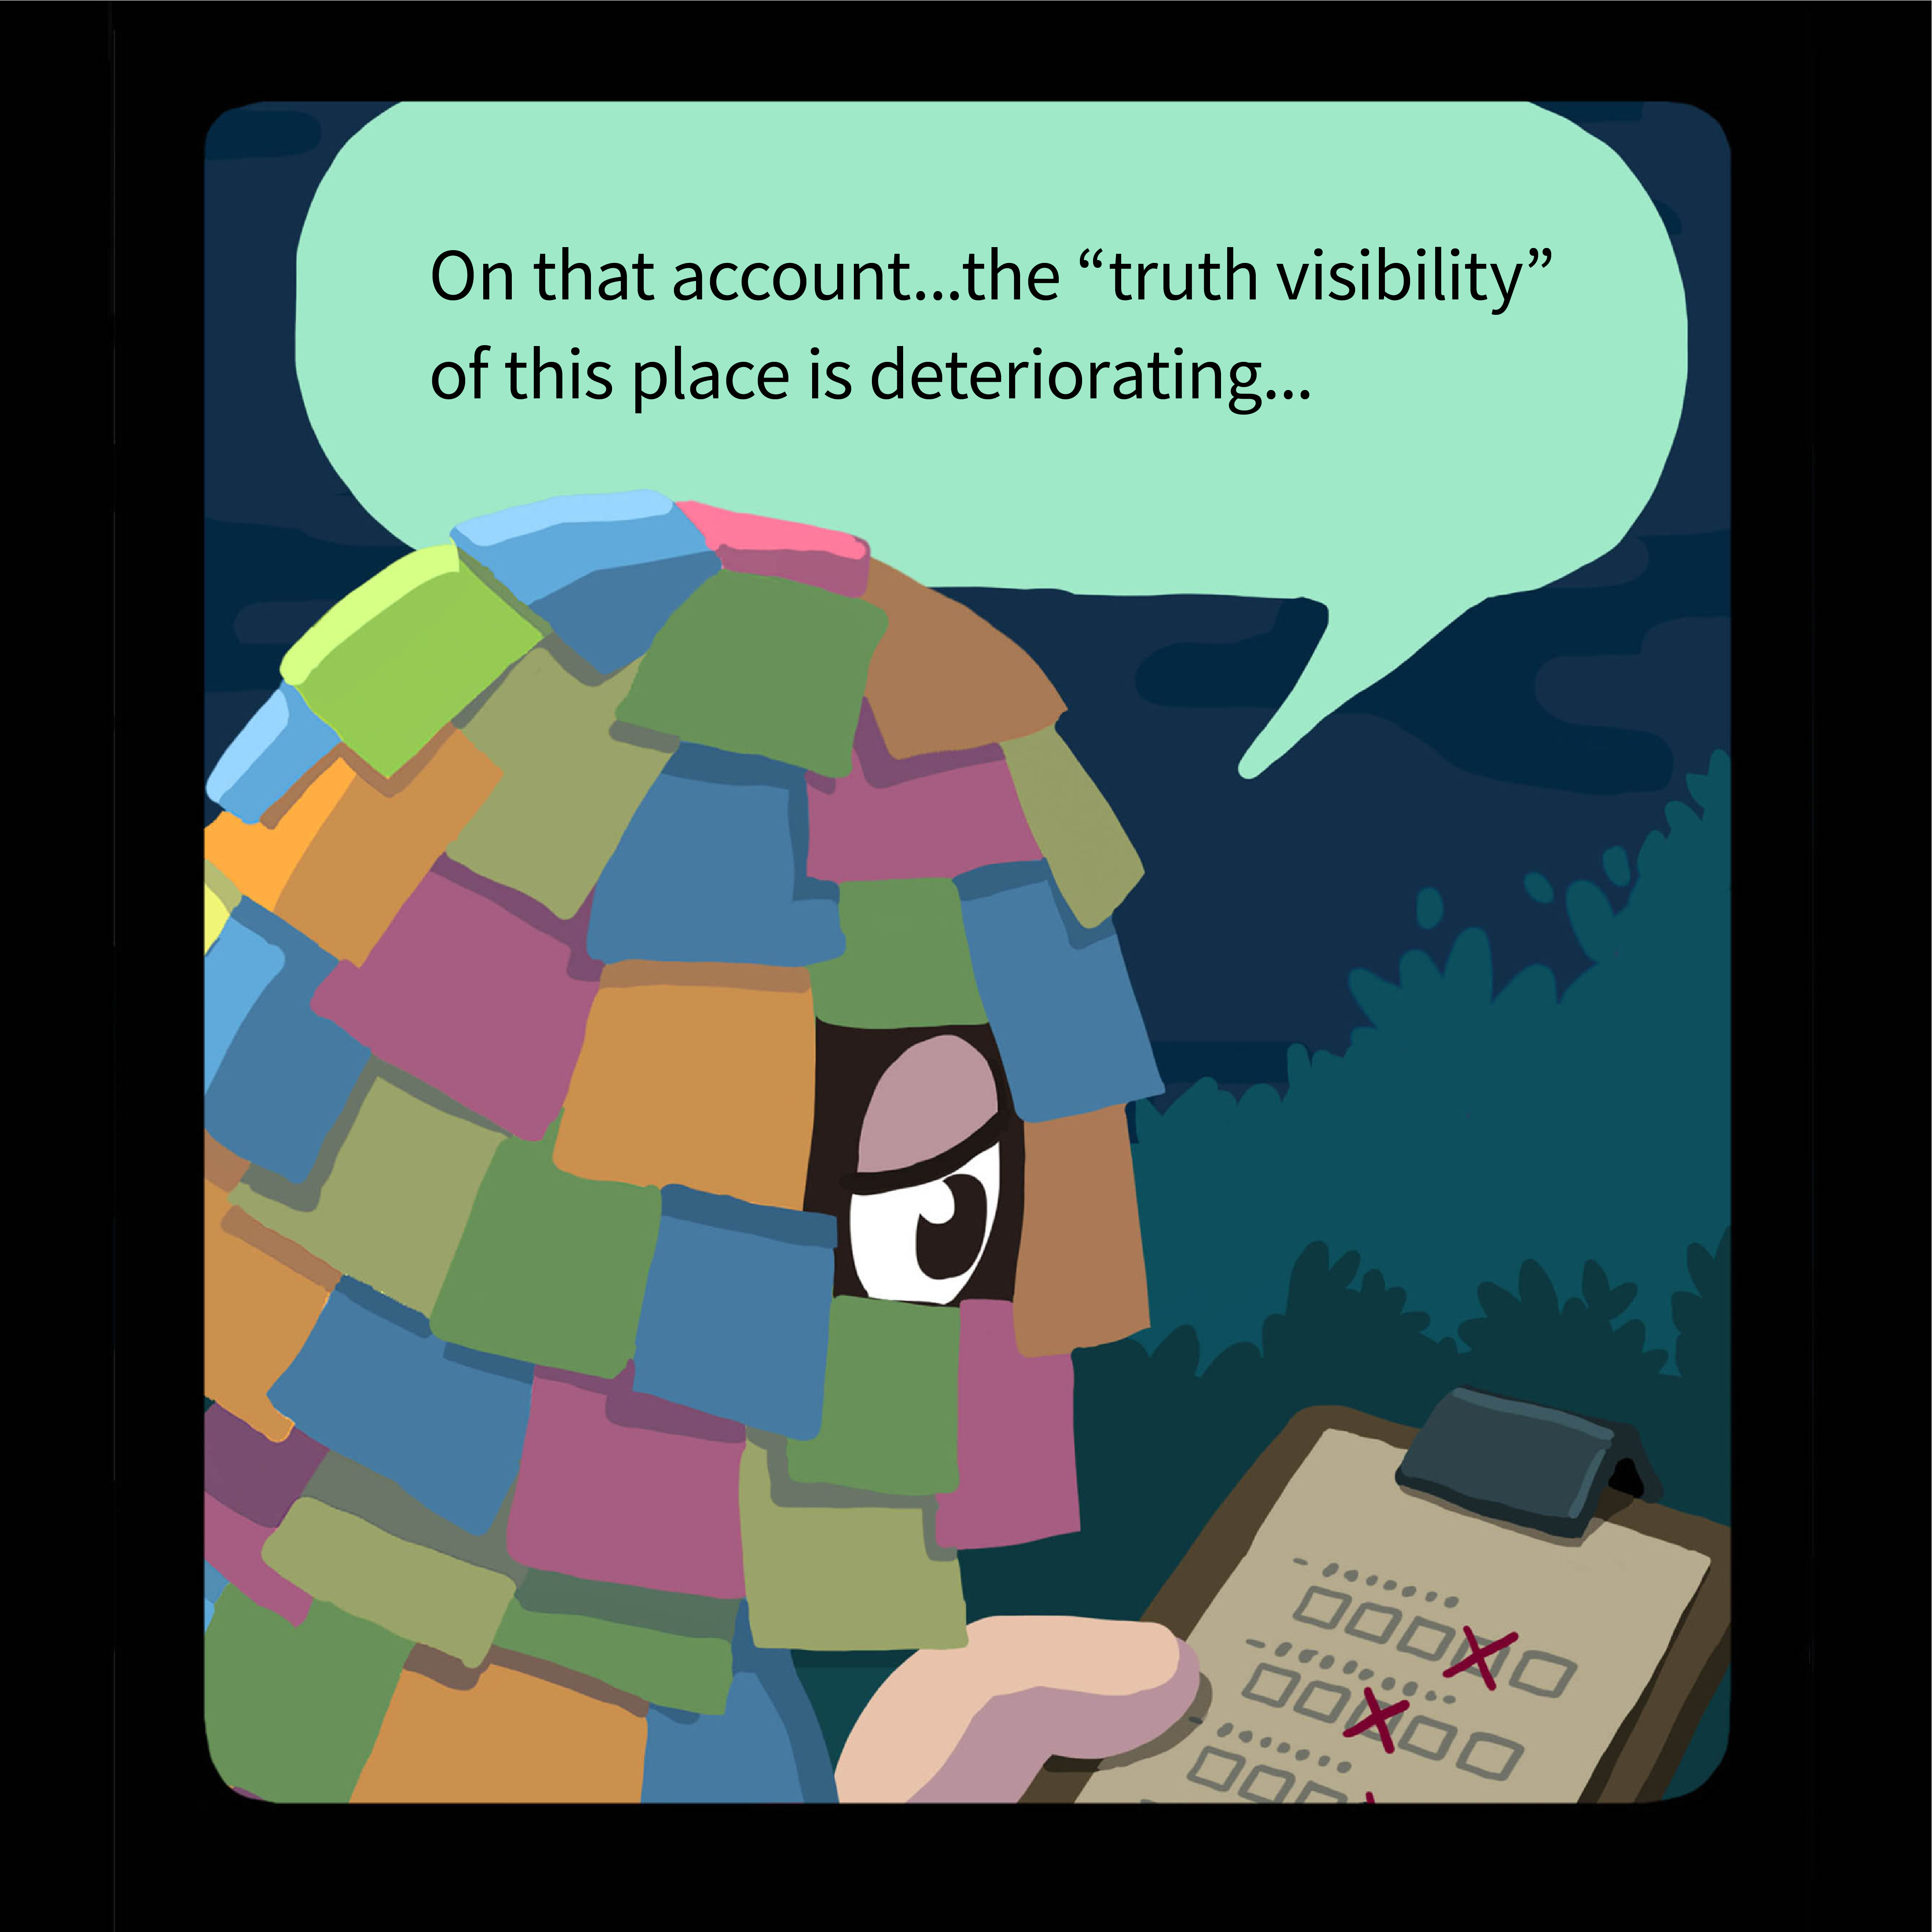 On that account...the “truth visibility”
of this place is deteriorating...